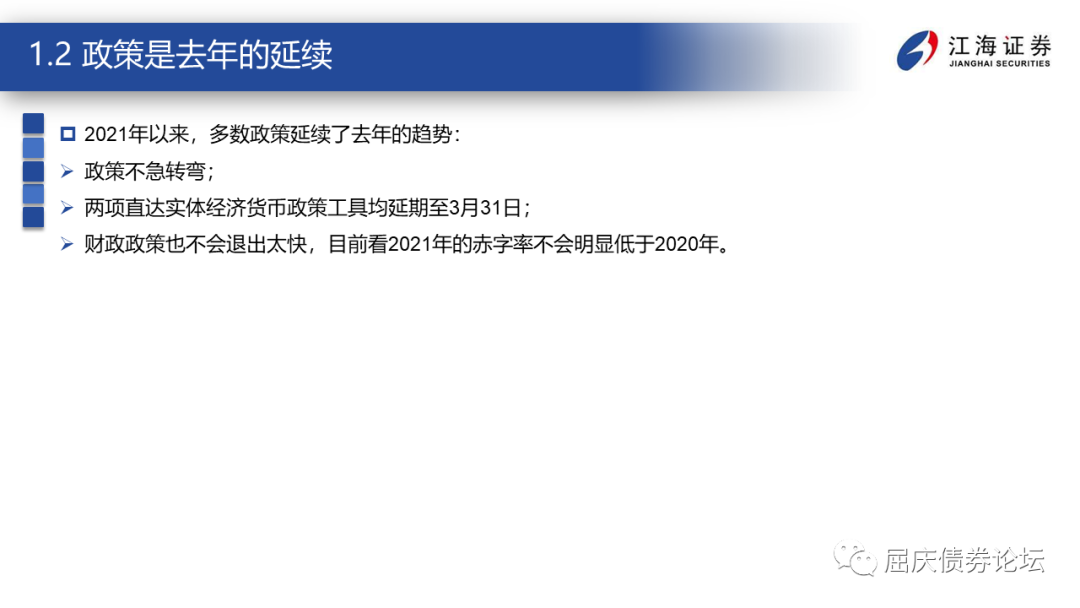 1.2 政策是去年的延续
江海证券
JIANGHAI SECURITIES
2021年以来，多数政策延续了去年的趋势：
政策不急转弯；
两项直达实体经济货币政策工具均延期至3月31日；
财政政策也不会退出太快，目前看2021年的赤字率不会明显低于2020年。
屈庆债券论坛